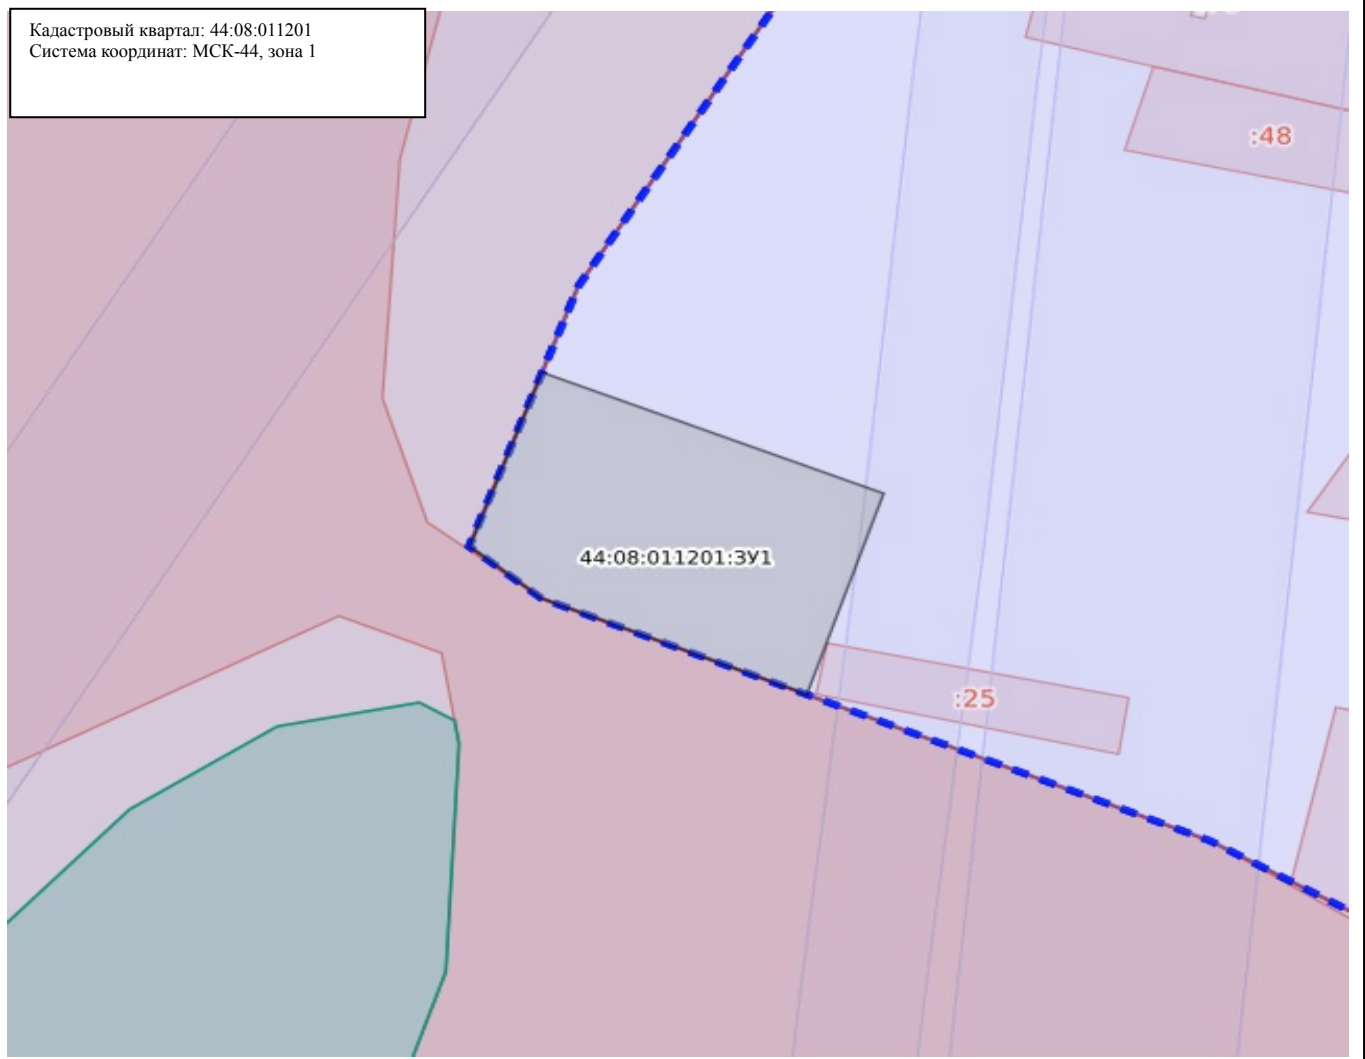 Кадастровый квартал: 44:08:011201
Система координат: МСК-44, зона 1
:48
44:08:011201:ЗУ1
:25